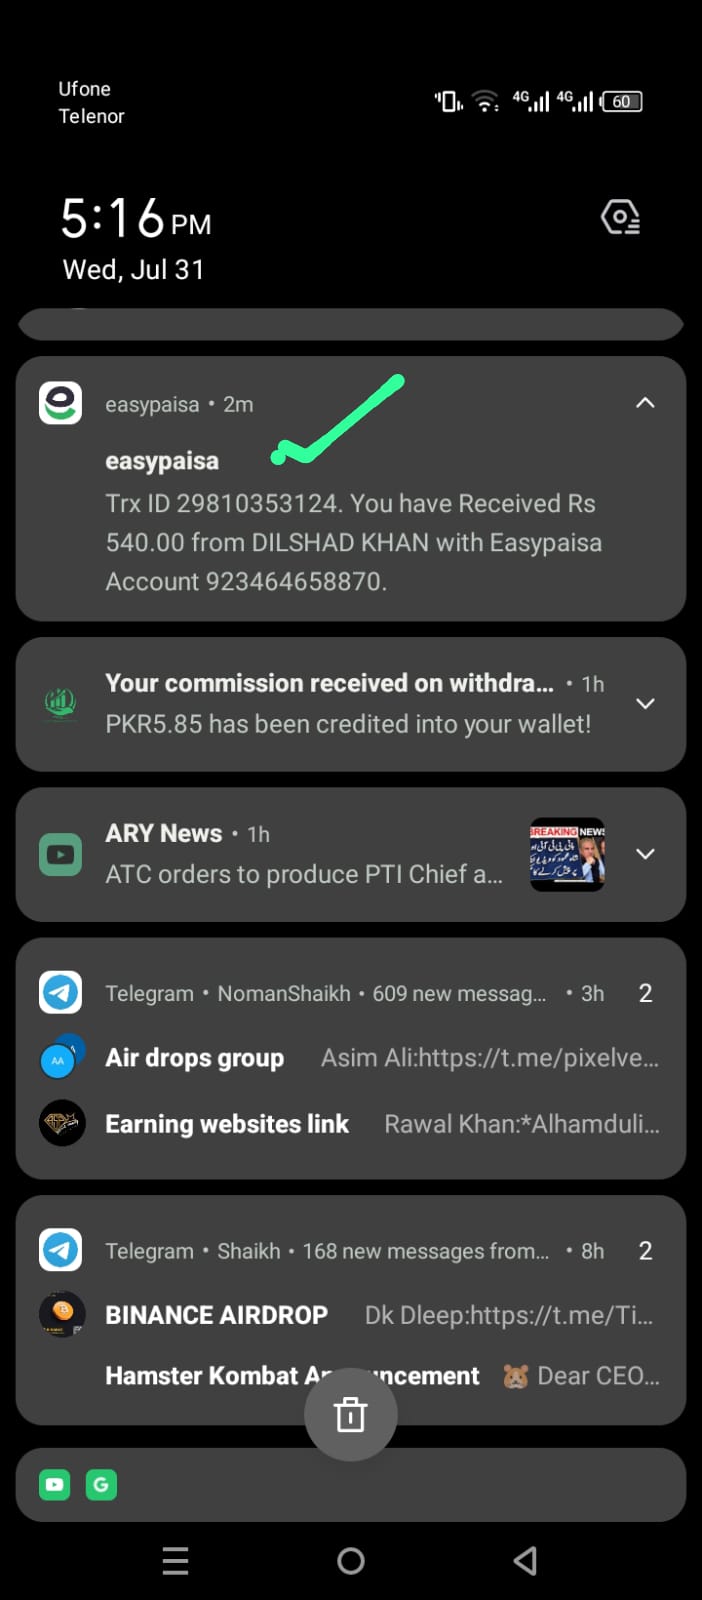 Ufone
Telenor
4G 4G 60
5:16 PM
Wed, Jul 31
easypaisa • 2m
easypaisa
Trx ID 29810353124. You have Received Rs
540.00 from DILSHAD KHAN with Easypaisa
Account 923464658870.
Your commission received on withdra... • 1h
PKR5.85 has been credited into your wallet!
ARY News • 1h
ATC orders to produce PTI Chief a...
BREAKING NEWS
Telegram • NomanShaikh • 609 new messag... • 3h 2
AA
Air drops group Asim Ali:https://t.me/pixelve...
Earning websites link Rawal Khan:*Alhamduli...
Telegram • Shaikh • 168 new messages from... • 8h 2
BINANCE AIRDROP Dk Dleep:https://t.me/Ti...
Hamster Kombat 🐹 Dear CEO...
G